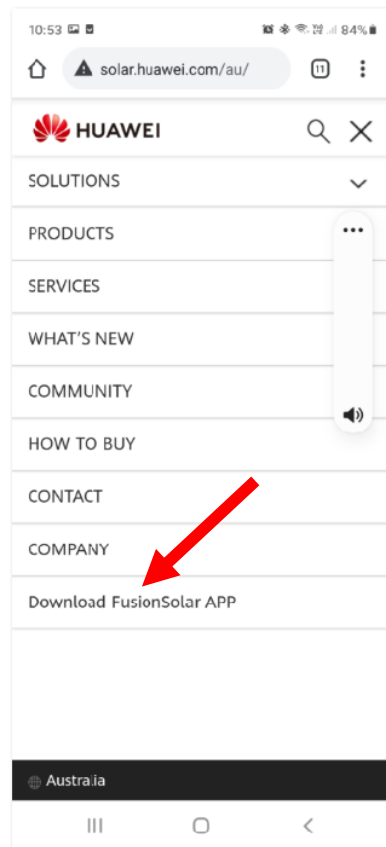 10:53 84%
solar.huawei.com/au/ 11
HUAWEI
SOLUTIONS
PRODUCTS
SERVICES
WHAT'S NEW
COMMUNITY
HOW TO BUY
CONTACT
COMPANY
Download FusionSolar APP
Australia